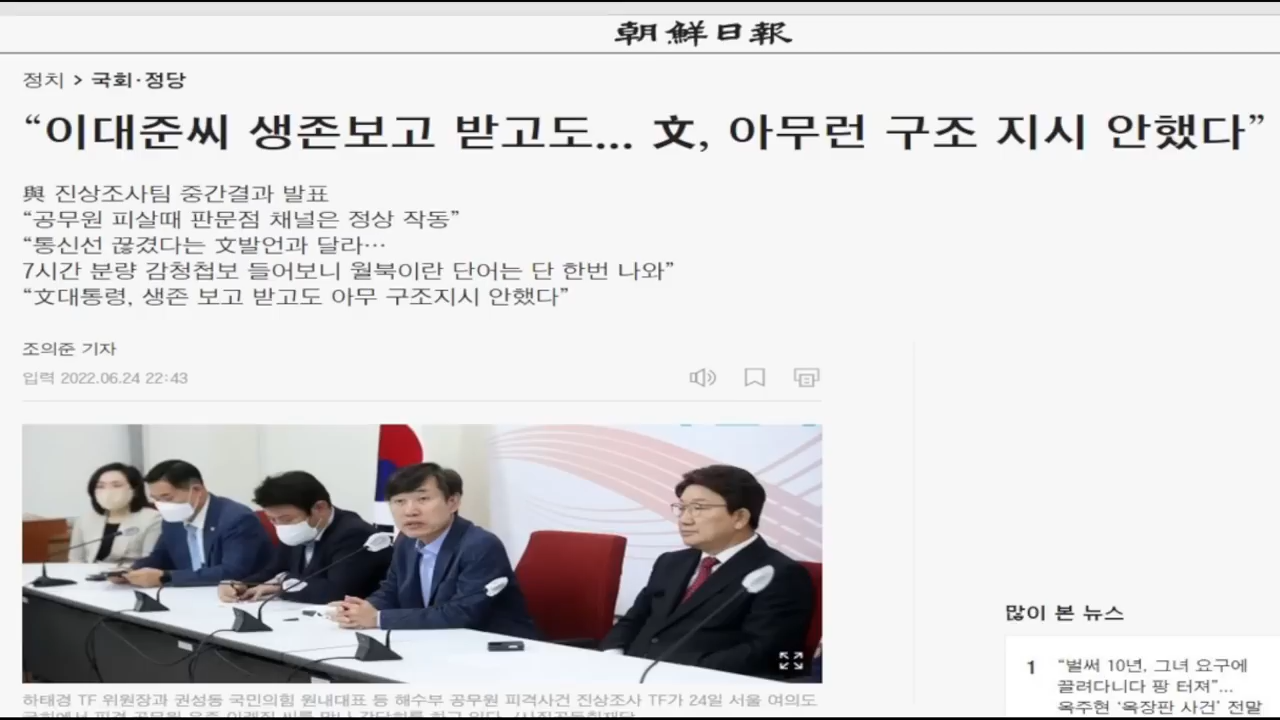 朝鮮日報
정치 > 국회·정당
“이대준씨 생존보고 받고도... 文, 아무런 구조 지시 안했다”
與 진상조사팀 중간결과 발표
“공무원 피살때 판문점 채널은 정상 작동”
“통신선 끊겼다는 文발언과 달라…
7시간 분량 감청첩보 들어보니 월북이란 단어는 단 한번 나와”
“文대통령, 생존 보고 받고도 아무 구조지시 안했다”
조의준 기자
입력 2022.06.24 22:43
하태경 TF 위원장과 권성동 국민의힘 원내대표 등 해수부 공무원 피격사건 진상조사 TF가 24일 서울 여의도
많이 본 뉴스
1 “벌써 10년, 그녀 요구에
끌려다니다 팡 터져”...
옥주현 ‘옥장판 사건’ 전말